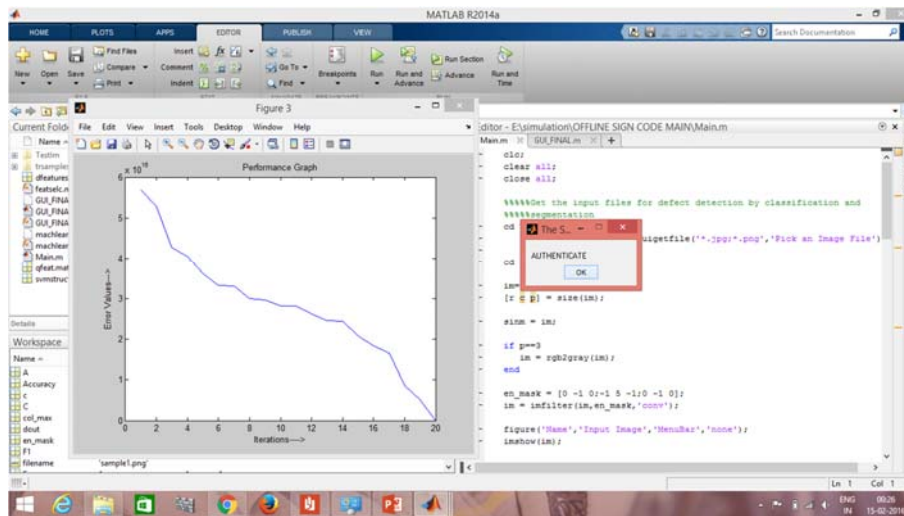 MATLAB R2014a
HOME PLOTS APPS EDITOR PUBLISH VIEW
Search Documentation
New Open Save Find Files Compare Print
Insert Comment Indent
Go To Find
Breakpoints Run Run and Advance Run Section Advance Run and Time
Current Folde
Name
Testim
trsample
dfeatures
featselc.m
GUI_FINA
GUI_FINA
GUI_FINA
machlear
machlear
Main.m
qfeat.mat
svmstruc
Details
Workspace
Name
A
Accuracy
c
C
col_max
dout
en_mask
F1
filename 'sample1.png'
Figure 3
File Edit View Insert Tools Desktop Window Help
Performance Graph
x 10
6
5
4
3
2
1
0
Error Values--->
0 2 4 6 8 10 12 14 16 18 20
Iterations---->
Editor - E:\simulation\OFFLINE SIGN CODE MAIN\Main.m
Main.m GUI_FINAL.m
clc;
clear all;
close all;
%%%%%Get the input files for defect detection by classification and
%%%%%segmentation
cd
uigetfile('*.jpg;*.png','Pick an Image File')
cd
im=
[r c p] = size(im);
sinm = im;
if p==3
im = rgb2gray(im);
end
en_mask = [0 -1 0;-1 5 -1;0 -1 0];
im = imfilter(im,en_mask,'conv');
figure('Name','Input Image','MenuBar','none');
imshow(im);
The S...
AUTHENTICATE
OK
Ln 1 Col 1
ENG
IN
00:26
15-02-2016